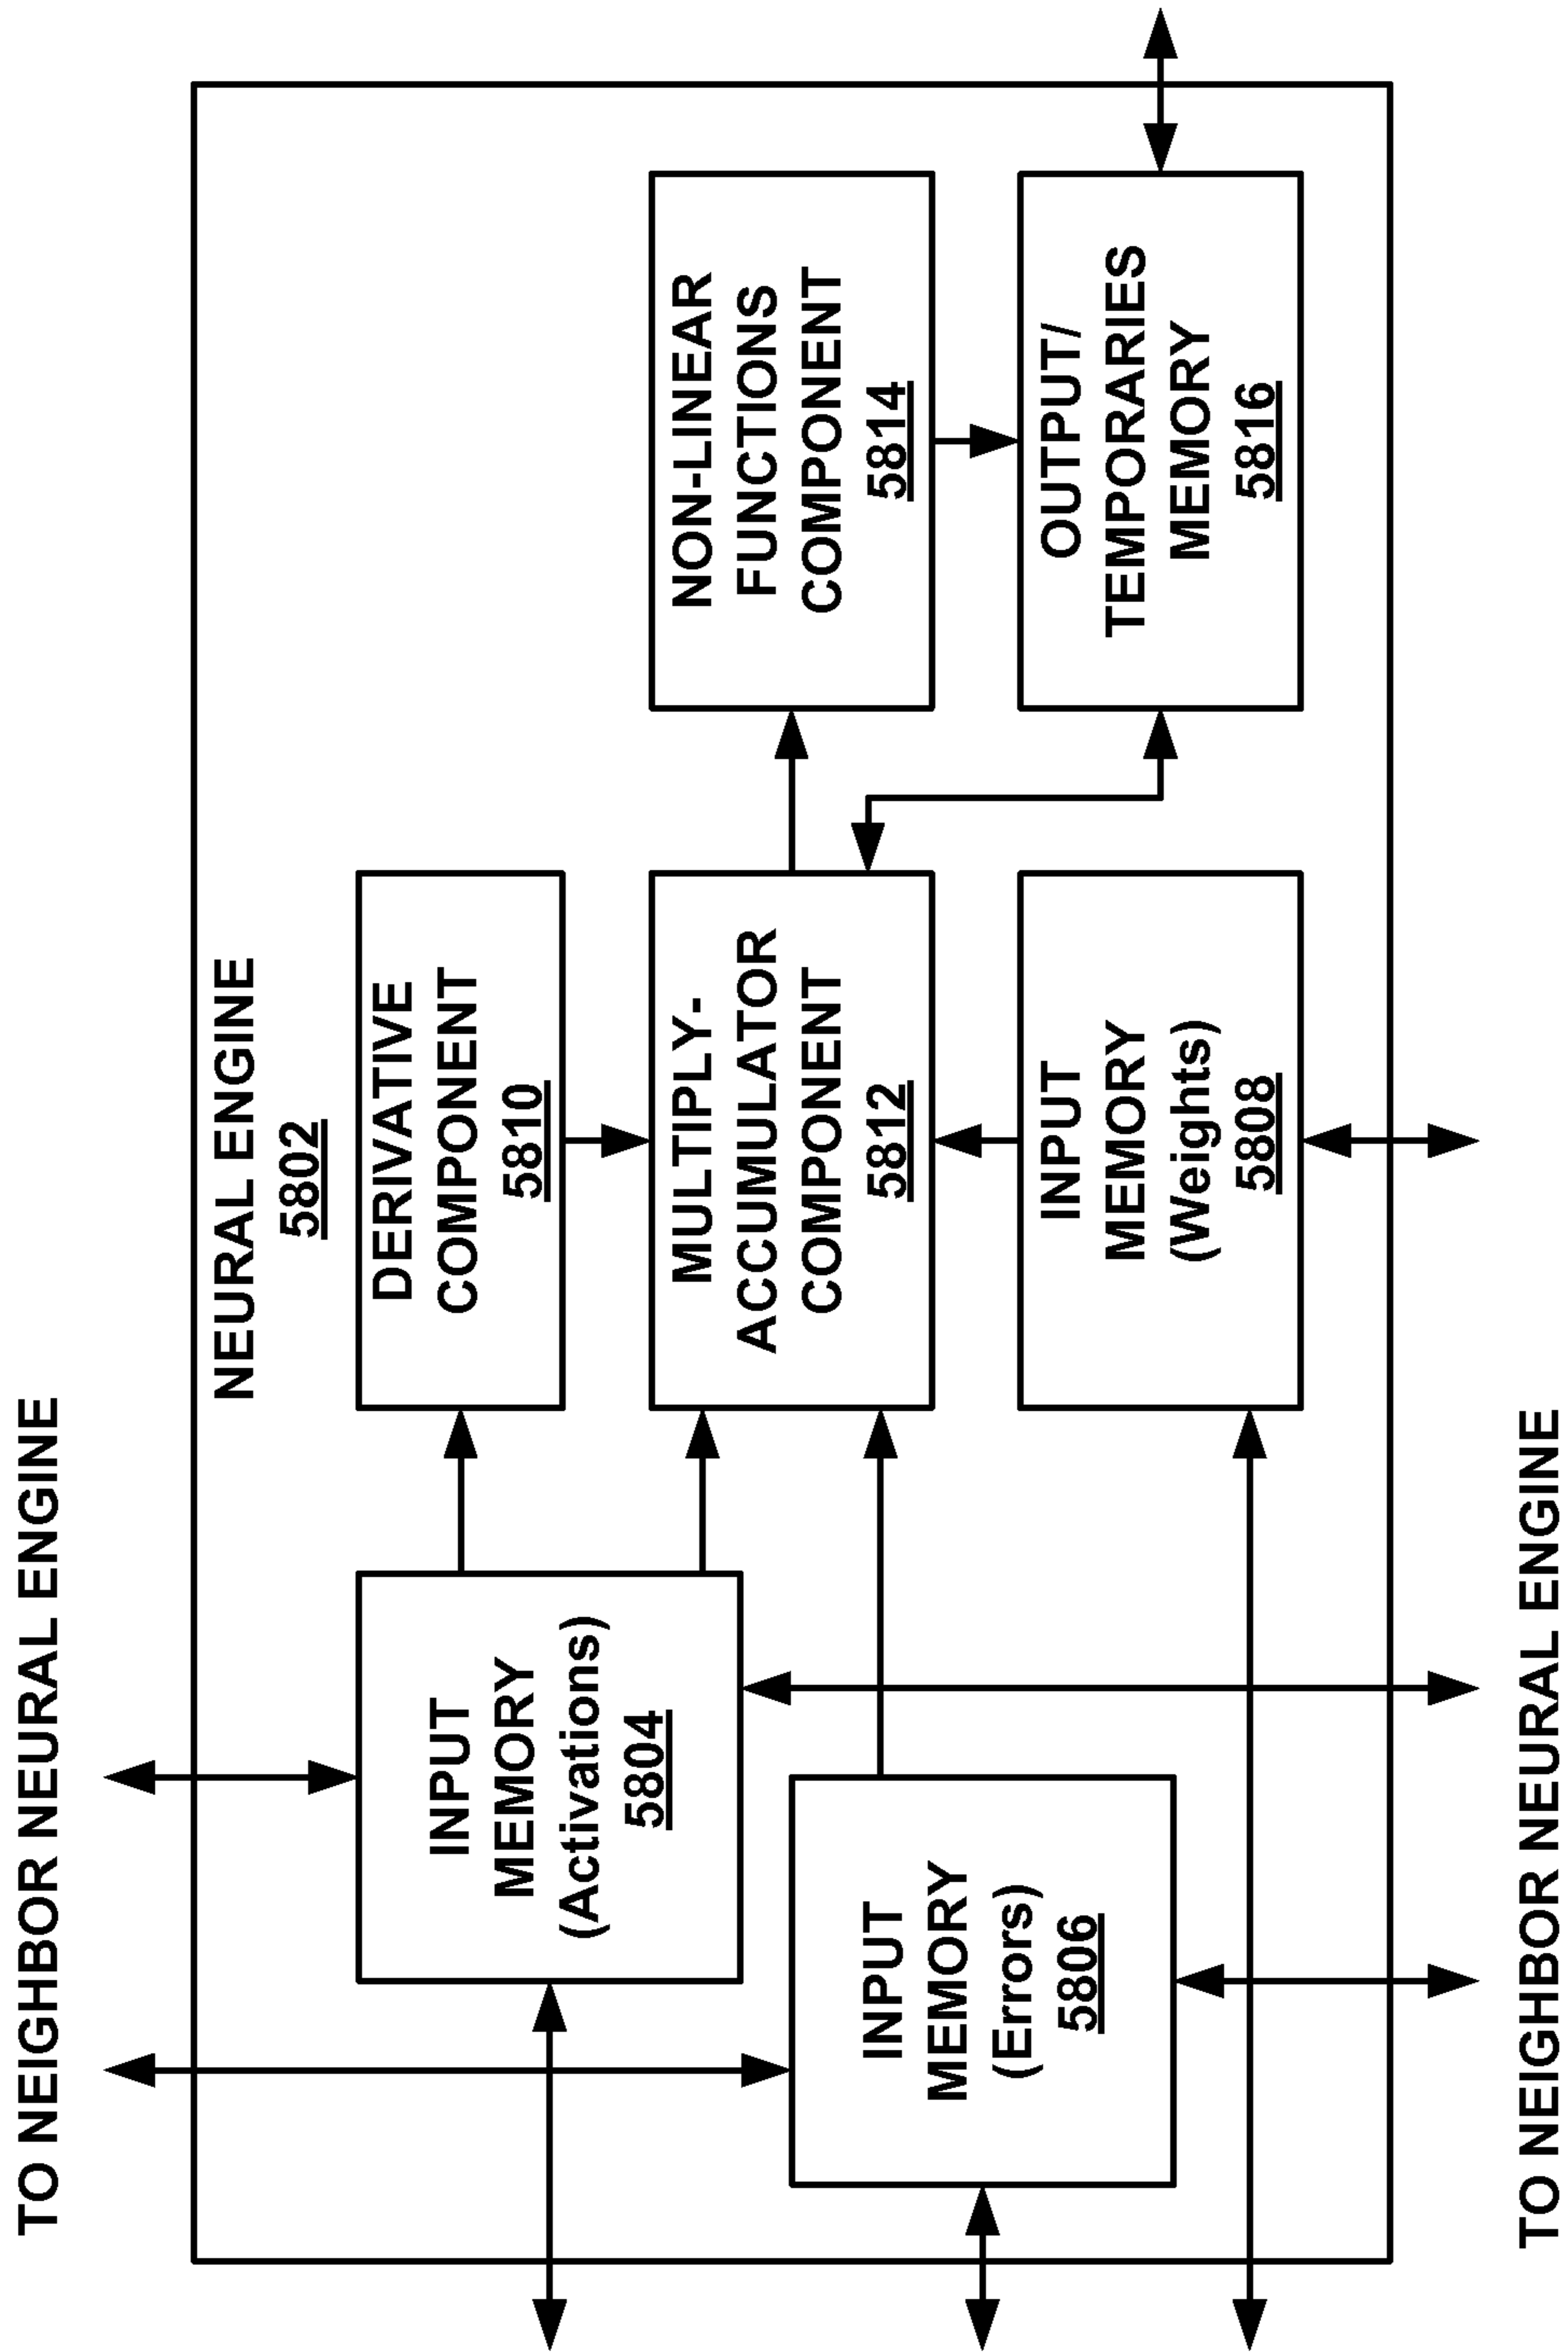 TO NEIGHBOR NEURAL ENGINE
NEURAL ENGINE
5802
INPUT
MEMORY
(Activations)
5804
DERIVATIVE
COMPONENT
5810
MULTIPLY-
ACCUMULATOR
COMPONENT
5812
NON-LINEAR
FUNCTIONS
COMPONENT
5814
INPUT
MEMORY
(Errors)
5806
INPUT
MEMORY
(Weights)
5808
OUTPUT/
TEMPORARIES
MEMORY
5816
TO NEIGHBOR NEURAL ENGINE